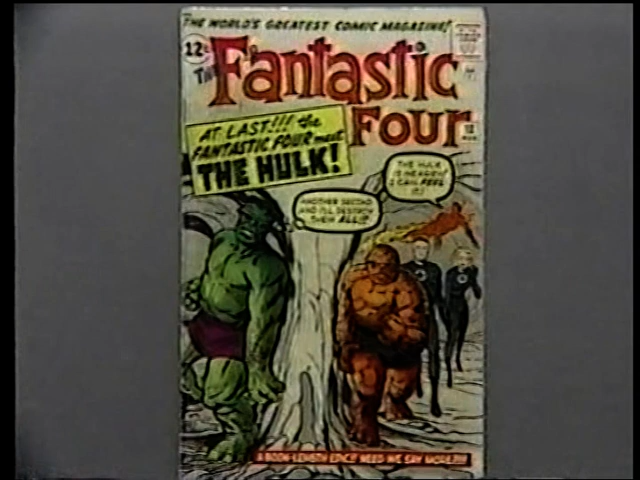 THE WORLD'S GREATEST COMIC MAGAZINE!
12¢
THE Fantastic
Four
12
MAR.
AT LAST!!! the
FANTASTIC FOUR meet
THE HULK!
THE HULK
IS NEARBY!
I CAN FEEL
IT!
ANOTHER SECOND
AND I'LL DESTROY
THEM ALL!!
A BOOK-LENGTH EPIC! NEED WE SAY MORE?!!